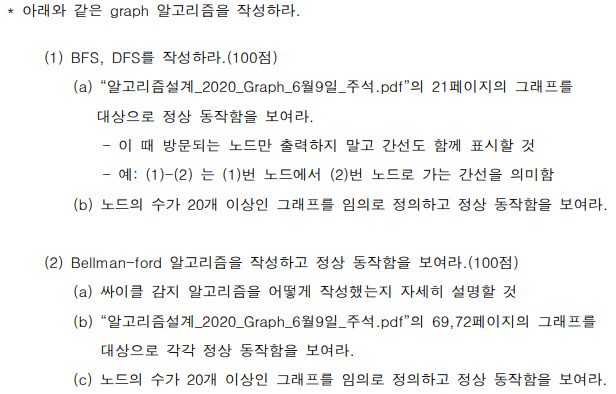 * 아래와 같은 graph 알고리즘을 작성하라.
(1) BFS, DFS를 작성하라.(100점)
(a) “알고리즘설계_2020_Graph_6월9일_주석.pdf”의 21페이지의 그래프를
대상으로 정상 동작함을 보여라.
- 이 때 방문되는 노드만 출력하지 말고 간선도 함께 표시할 것
- 예: (1)-(2) 는 (1)번 노드에서 (2)번 노드로 가는 간선을 의미함
(b) 노드의 수가 20개 이상인 그래프를 임의로 정의하고 정상 동작함을 보여라.
(2) Bellman-ford 알고리즘을 작성하고 정상 동작함을 보여라.(100점)
(a) 싸이클 감지 알고리즘을 어떻게 작성했는지 자세히 설명할 것
(b) “알고리즘설계_2020_Graph_6월9일_주석.pdf”의 69,72페이지의 그래프를
대상으로 각각 정상 동작함을 보여라.
(c) 노드의 수가 20개 이상인 그래프를 임의로 정의하고 정상 동작함을 보여라.